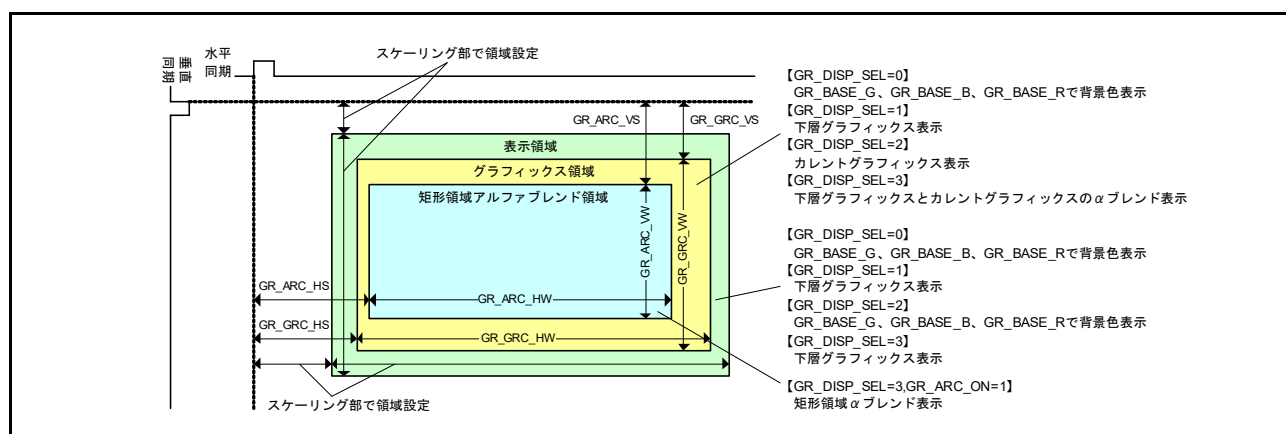 水平
同期
垂直
同期
スケーリング部で領域設定
GR_ARC_VS
GR_GRC_VS
表示領域
グラフィックス領域
矩形領域アルファブレンド領域
GR_ARC_VW
GR_GRC_VW
GR_ARC_HS
GR_ARC_HW
GR_GRC_HS
GR_GRC_HW
スケーリング部で領域設定
【GR_DISP_SEL=0】
GR_BASE_G、GR_BASE_B、GR_BASE_Rで背景色表示
【GR_DISP_SEL=1】
下層グラフィックス表示
【GR_DISP_SEL=2】
カレントグラフィックス表示
【GR_DISP_SEL=3】
下層グラフィックスとカレントグラフィックスのαブレンド表示
【GR_DISP_SEL=0】
GR_BASE_G、GR_BASE_B、GR_BASE_Rで背景色表示
【GR_DISP_SEL=1】
下層グラフィックス表示
【GR_DISP_SEL=2】
GR_BASE_G、GR_BASE_B、GR_BASE_Rで背景色表示
【GR_DISP_SEL=3】
下層グラフィックス表示
【GR_DISP_SEL=3,GR_ARC_ON=1】
矩形領域αブレンド表示